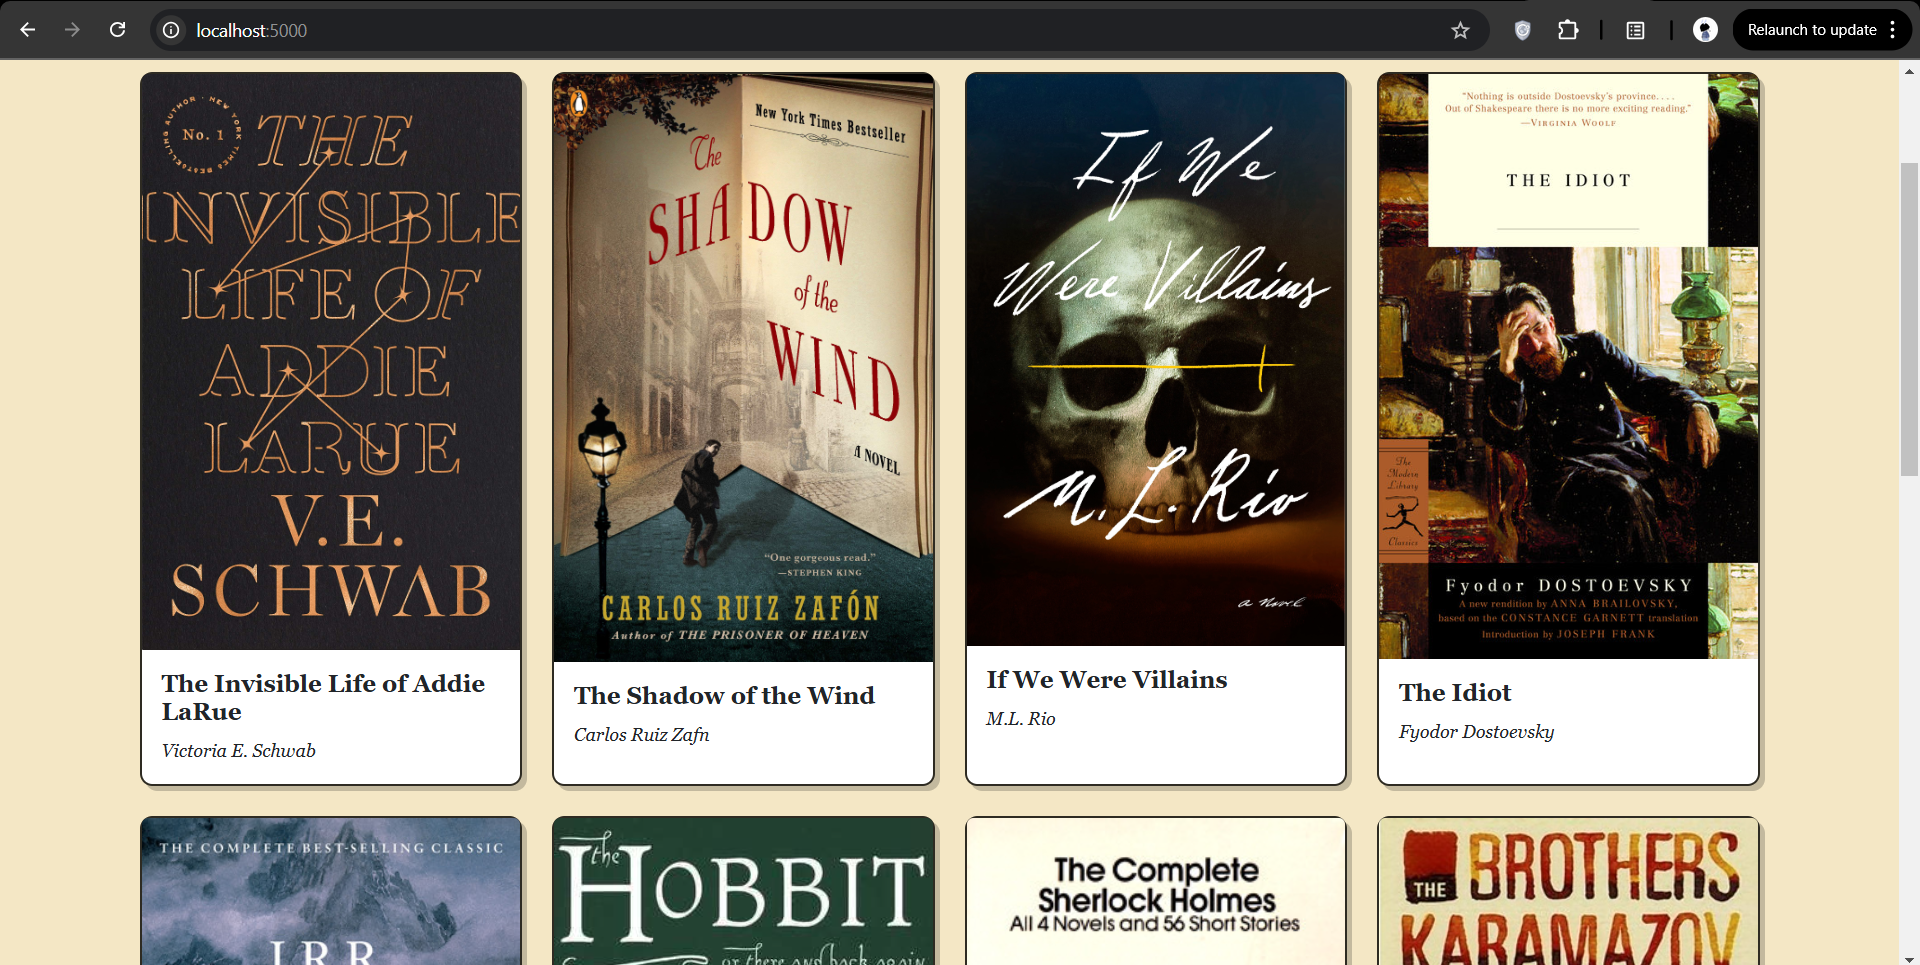 localhost:5000
Relaunch to update
AUTHOR · NEW YORK TIMES BESTSELLING
No. 1
THE
INVISIBLE
LIFE OF
ADDIE
LARUE
V.E.
SCHWAB
The Invisible Life of Addie
LaRue
Victoria E. Schwab
New York Times Bestseller
The
SHADOW
of the
WIND
A NOVEL
“One gorgeous read.”
—STEPHEN KING
CARLOS RUIZ ZAFÓN
Author of THE PRISONER OF HEAVEN
The Shadow of the Wind
Carlos Ruiz Zafn
If We
Were Villains
M. L. Rio
a novel
If We Were Villains
M.L. Rio
“Nothing is outside Dostoevsky’s province. . . .
Out of Shakespeare there is no more exciting reading.”
—VIRGINIA WOOLF
THE IDIOT
The
Modern
Library
Classics
Fyodor DOSTOEVSKY
A new rendition by ANNA BRAILOVSKY,
based on the CONSTANCE GARNETT translation
Introduction by JOSEPH FRANK
The Idiot
Fyodor Dostoevsky
THE COMPLETE BEST-SELLING CLASSIC
J.R.R.
the
HOBBIT
or there and back again
The Complete
Sherlock Holmes
All 4 Novels and 56 Short Stories
THE BROTHERS
KARAMAZOV